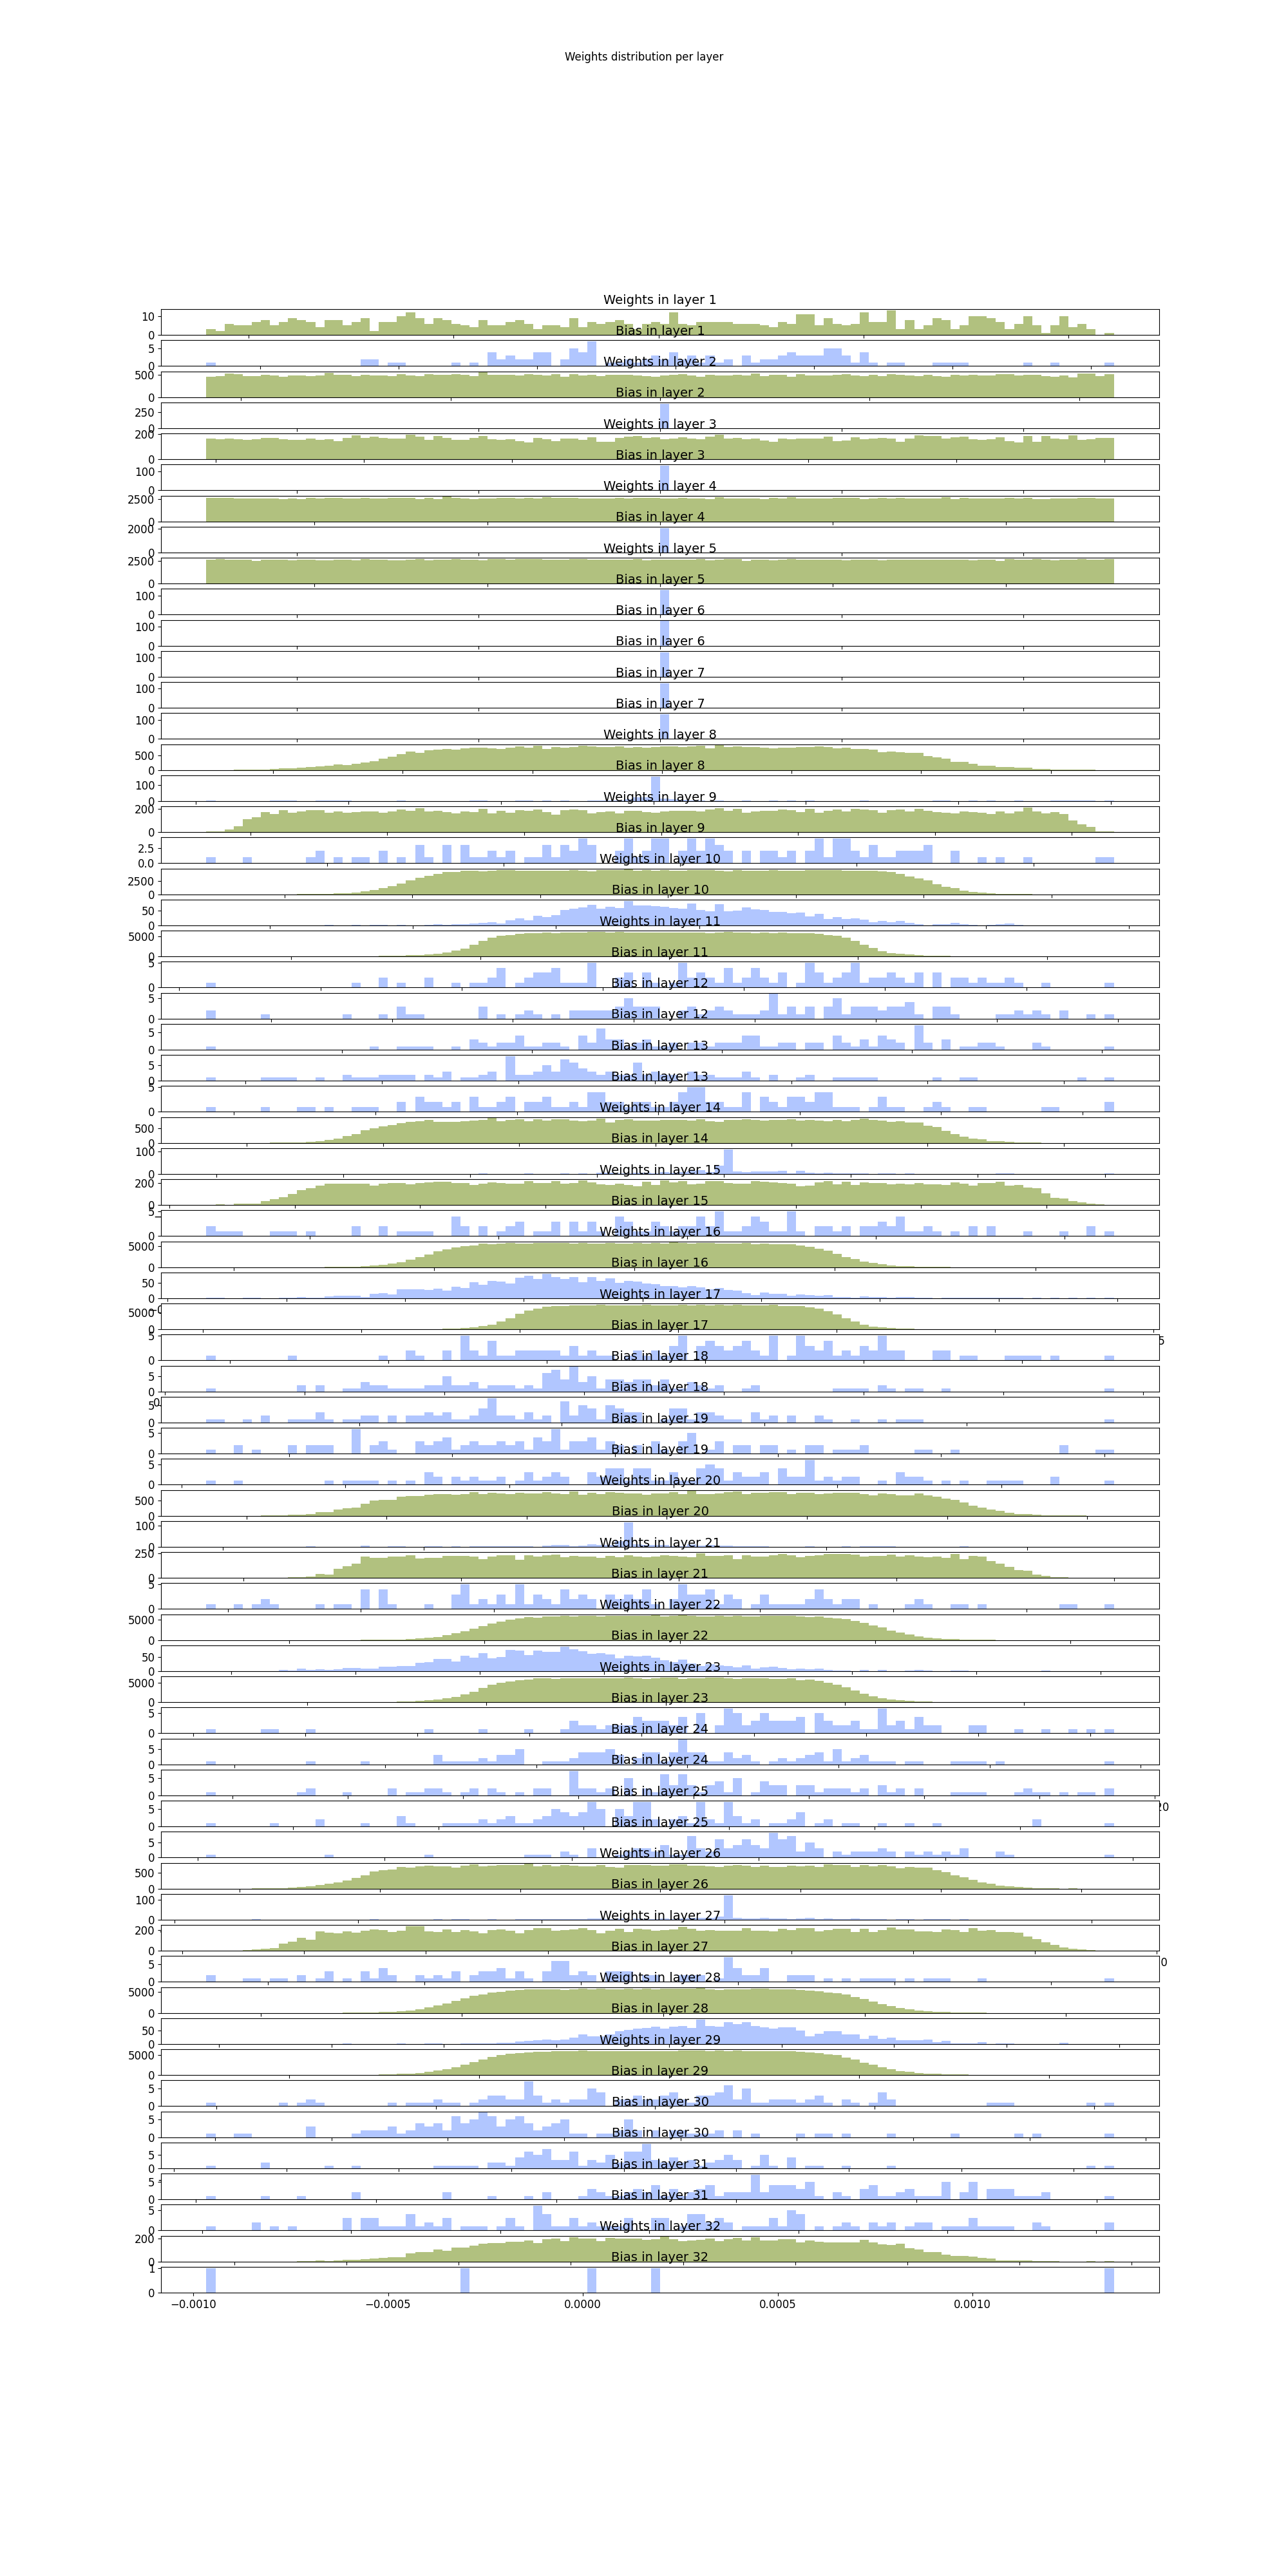 Weights distribution per layer
Weights in layer 1
10
0
Bias in layer 1
5
0
Weights in layer 2
500
0
Bias in layer 2
250
0
Weights in layer 3
200
0
Bias in layer 3
100
0
Weights in layer 4
2500
0
Bias in layer 4
2000
0
Weights in layer 5
2500
0
Bias in layer 5
100
0
Bias in layer 6
100
0
Bias in layer 6
100
0
Bias in layer 7
100
0
Bias in layer 7
100
0
Weights in layer 8
500
0
Bias in layer 8
100
0
Weights in layer 9
200
0
Bias in layer 9
2.5
0.0
Weights in layer 10
2500
0
Bias in layer 10
50
0
Weights in layer 11
5000
0
Bias in layer 11
5
0
Bias in layer 12
5
0
Bias in layer 12
5
0
Bias in layer 13
5
0
Bias in layer 13
5
0
Weights in layer 14
500
0
Bias in layer 14
100
0
Weights in layer 15
200
0
Bias in layer 15
5
0
Weights in layer 16
5000
0
Bias in layer 16
50
0
Weights in layer 17
5000
0
Bias in layer 17
5
5
0
Bias in layer 18
5
0
Bias in layer 18
5
0
Bias in layer 19
5
0
Bias in layer 19
5
0
Weights in layer 20
500
0
Bias in layer 20
100
0
Weights in layer 21
250
0
Bias in layer 21
5
0
Weights in layer 22
5000
0
Bias in layer 22
50
0
Weights in layer 23
5000
0
Bias in layer 23
5
0
Bias in layer 24
5
0
Bias in layer 24
5
0
Bias in layer 25
20
5
0
Bias in layer 25
5
0
Weights in layer 26
500
0
Bias in layer 26
100
0
Weights in layer 27
200
0
Bias in layer 27
0
5
0
Weights in layer 28
5000
0
Bias in layer 28
50
0
Weights in layer 29
5000
0
Bias in layer 29
5
0
Bias in layer 30
5
0
Bias in layer 30
5
0
Bias in layer 31
5
0
Bias in layer 31
5
0
Weights in layer 32
200
0
Bias in layer 32
1
0
−0.0010 −0.0005 0.0000 0.0005 0.0010